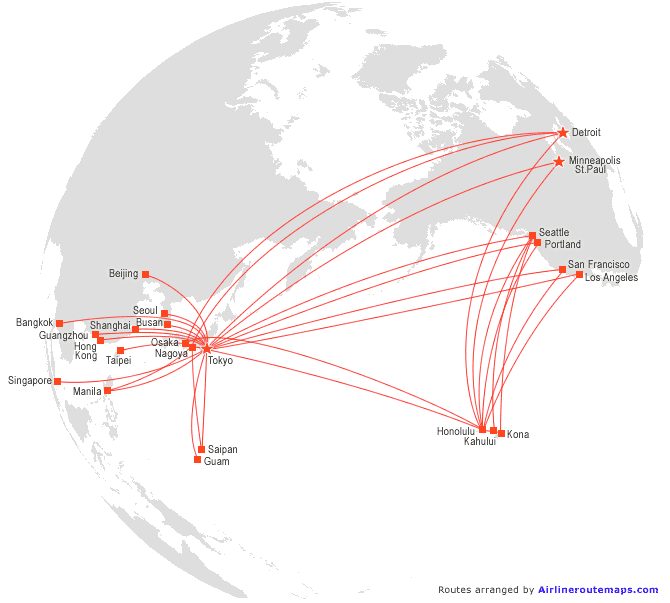 Detroit
Minneapolis
St.Paul
Seattle
Portland
San Francisco
Los Angeles
Beijing
Seoul
Busan
Bangkok
Shanghai
Guangzhou
Hong
Kong
Osaka
Nagoya
Taipei
Tokyo
Singapore
Manila
Honolulu
Kahului
Kona
Saipan
Guam
Routes arranged by Airlineroutemaps.com